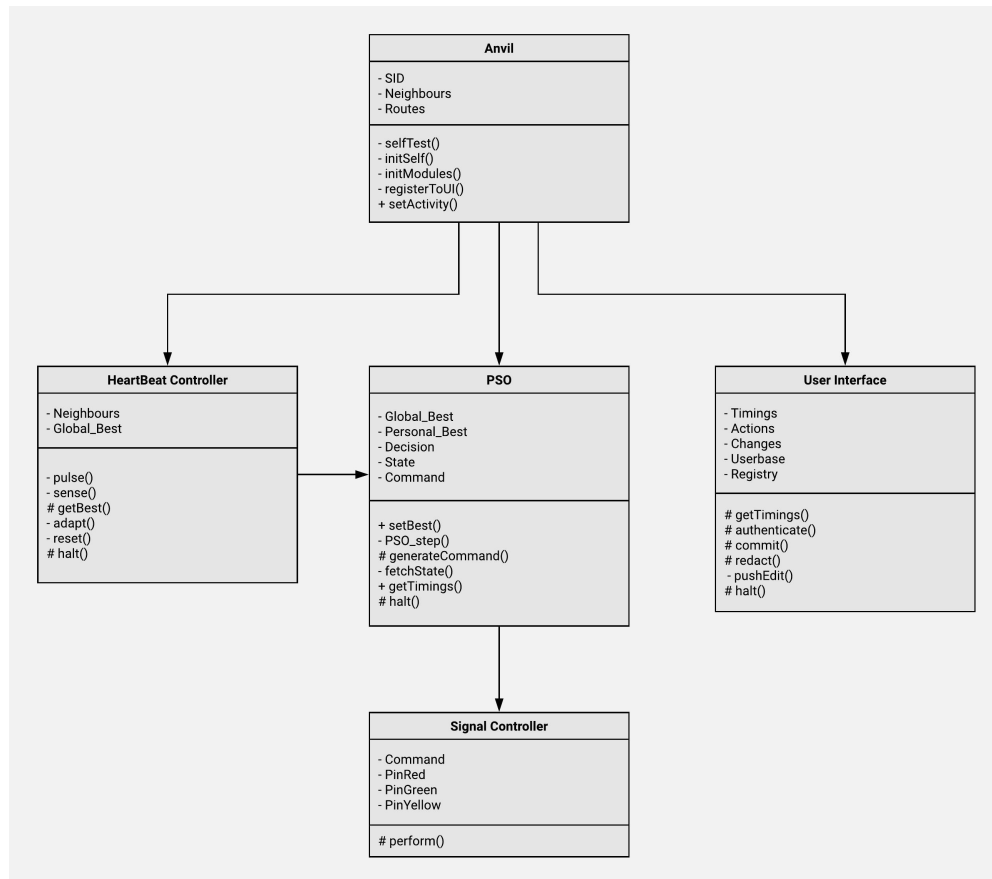 Anvil
- SID
- Neighbours
- Routes
- selfTest()
- initSelf()
- initModules()
- registerToUI()
+ setActivity()
HeartBeat Controller
- Neighbours
- Global_Best
- pulse()
- sense()
# getBest()
- adapt()
- reset()
# halt()
PSO
- Global_Best
- Personal_Best
- Decision
- State
- Command
+ setBest()
- PSO_step()
# generateCommand()
- fetchState()
+ getTimings()
# halt()
User Interface
- Timings
- Actions
- Changes
- Userbase
- Registry
# getTimings()
# authenticate()
# commit()
# redact()
- pushEdit()
# halt()
Signal Controller
- Command
- PinRed
- PinGreen
- PinYellow
# perform()